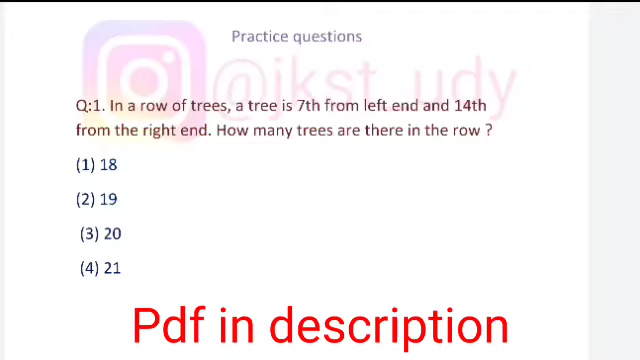 Practice questions
@jkst_udy
Q:1. In a row of trees, a tree is 7th from left end and 14th
from the right end. How many trees are there in the row ?
(1) 18
(2) 19
(3) 20
(4) 21
Pdf in description